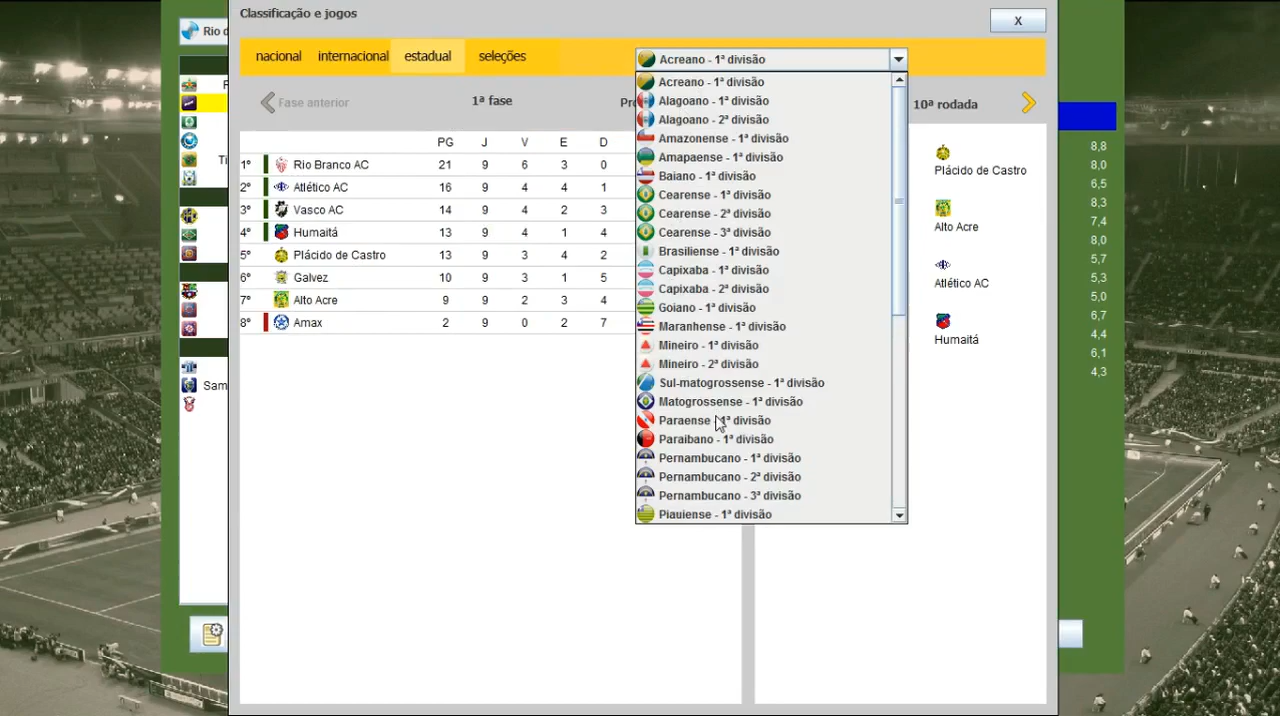 Classificação e jogos
X
Rio d
nacional internacional estadual seleções
Acreano - 1ª divisão
Fase anterior
1ª fase
10ª rodada
PG J V E D
1º Rio Branco AC 21 9 6 3 0
2º Atlético AC 16 9 4 4 1
3º Vasco AC 14 9 4 2 3
4º Humaitá 13 9 4 1 4
5º Plácido de Castro 13 9 3 4 2
6º Galvez 10 9 3 1 5
7º Alto Acre 9 9 2 3 4
8º Amax 2 9 0 2 7
Acreano - 1ª divisão
Alagoano - 1ª divisão
Alagoano - 2ª divisão
Amazonense - 1ª divisão
Amapaense - 1ª divisão
Baiano - 1ª divisão
Cearense - 1ª divisão
Cearense - 2ª divisão
Cearense - 3ª divisão
Brasiliense - 1ª divisão
Capixaba - 1ª divisão
Capixaba - 2ª divisão
Goiano - 1ª divisão
Maranhense - 1ª divisão
Mineiro - 1ª divisão
Mineiro - 2ª divisão
Sul-matogrossense - 1ª divisão
Matogrossense - 1ª divisão
Paraense - 1ª divisão
Paraibano - 1ª divisão
Pernambucano - 1ª divisão
Pernambucano - 2ª divisão
Pernambucano - 3ª divisão
Piauiense - 1ª divisão
Plácido de Castro
Alto Acre
Atlético AC
Humaitá
Sam
8,8
8,0
6,5
8,3
7,4
8,0
5,7
5,3
5,0
6,7
4,4
6,1
4,3